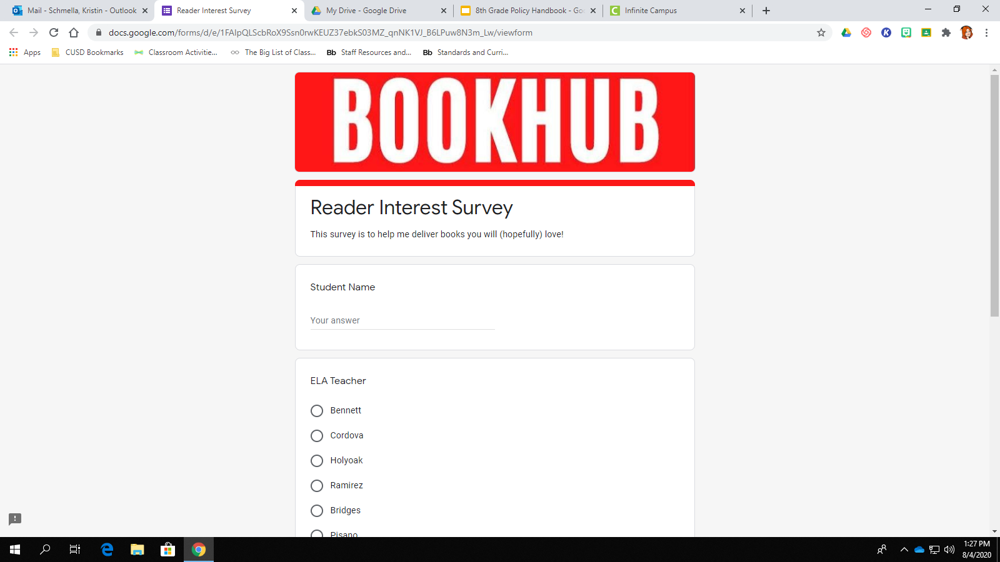 Mail - Schmella, Kristin - Outlook
Reader Interest Survey
My Drive - Google Drive
8th Grade Policy Handbook - Goo
Infinite Campus
docs.google.com/forms/d/e/1FAIpQLScbRoX9Ssn0rwKEUZ37ebkS03MZ_qnNK1VJ_B6LPuw8N3m_Lw/viewform
Apps
CUSD Bookmarks
Classroom Activitie...
The Big List of Class...
Bb Staff Resources and...
Bb Standards and Curri...
BOOKHUB
Reader Interest Survey
This survey is to help me deliver books you will (hopefully) love!
Student Name
Your answer
ELA Teacher
Bennett
Cordova
Holyoak
Ramirez
Bridges
Pisano
1:27 PM
8/4/2020